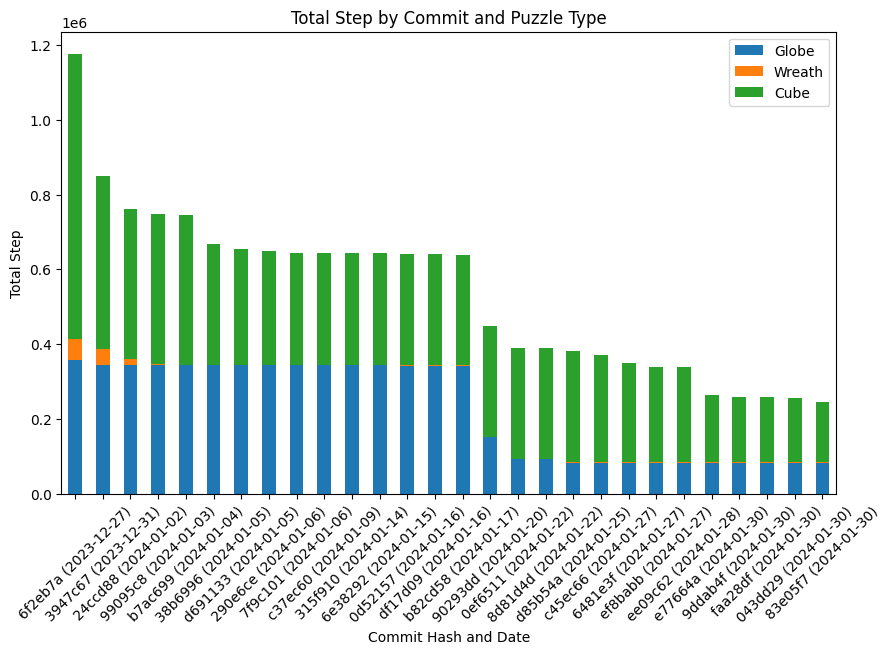 Total Step by Commit and Puzzle Type
1e6
Globe
Wreath
Cube
1.2
1.0
0.8
0.6
0.4
0.2
0.0
Total Step
6f2eb7a (2023-12-27)
3947c67 (2023-12-31)
24ccd88 (2024-01-02)
99095c8 (2024-01-03)
b7ac699 (2024-01-04)
38b6996 (2024-01-05)
d691133 (2024-01-05)
290e6ce (2024-01-06)
7f9c101 (2024-01-06)
c37ec60 (2024-01-09)
315f910 (2024-01-14)
6e38292 (2024-01-15)
0d52157 (2024-01-16)
df17d09 (2024-01-16)
b82cd58 (2024-01-17)
90293dd (2024-01-20)
0ef6511 (2024-01-22)
8d81d4d (2024-01-22)
d85b54a (2024-01-25)
c45ec66 (2024-01-27)
6481e3f (2024-01-27)
ef8babb (2024-01-28)
ee09c62 (2024-01-28)
e77664a (2024-01-30)
9ddab4f (2024-01-30)
faa28df (2024-01-30)
043dd29 (2024-01-30)
83e05f7 (2024-01-30)
Commit Hash and Date